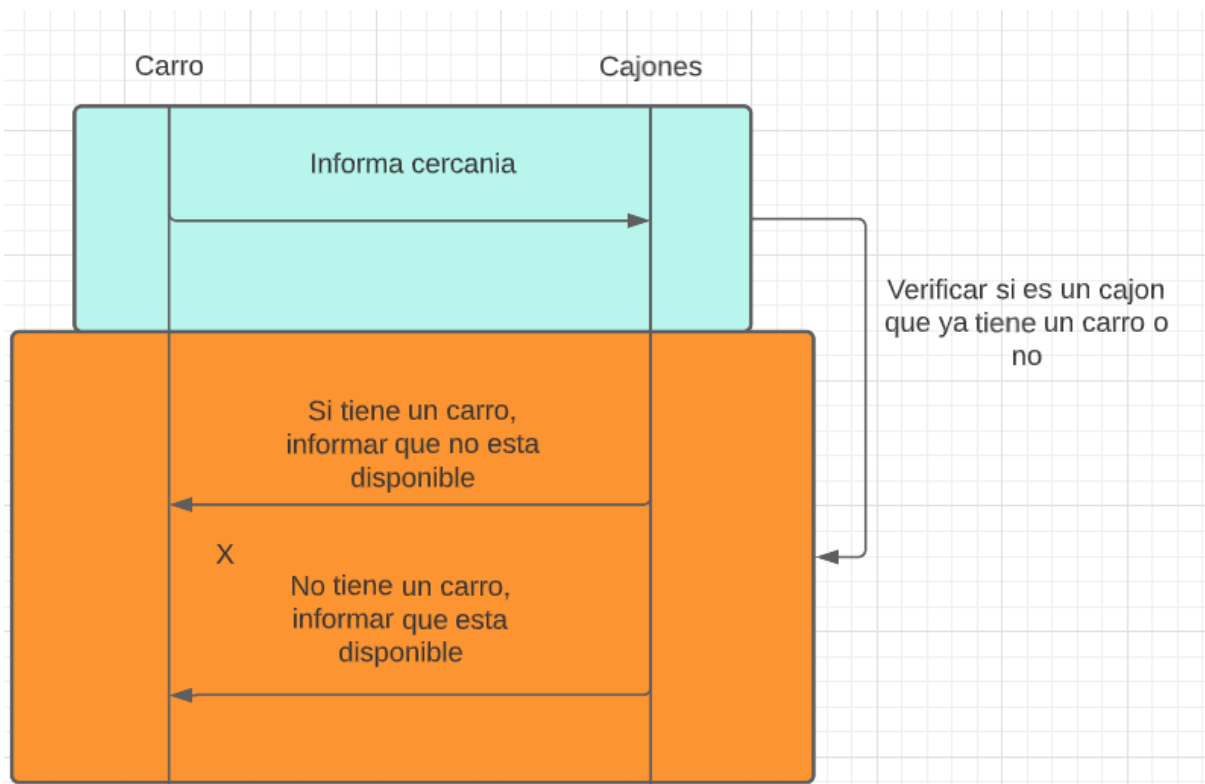 Carro
Cajones
Informa cercania
Verificar si es un cajon
que ya tiene un carro o
no
Si tiene un carro,
informar que no esta
disponible
X
No tiene un carro,
informar que esta
disponible